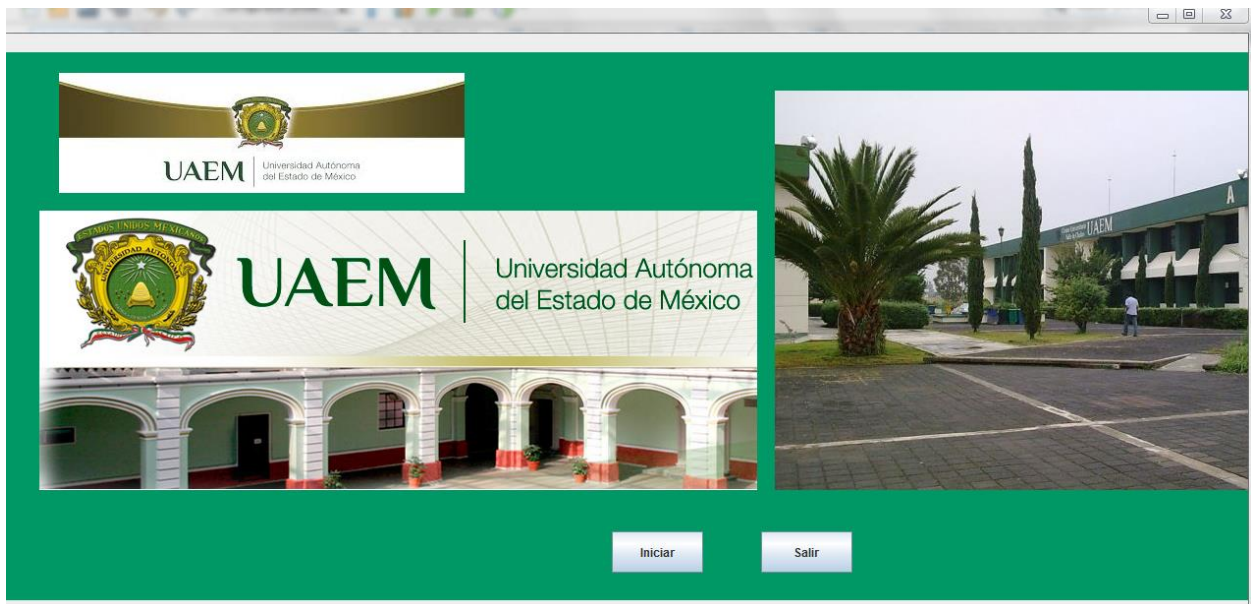 UAEM
Universidad Autónoma
del Estado de México
ESTADOS UNIDOS MEXICANOS
UNIVERSIDAD AUTÓNOMA
UAEM
Universidad Autónoma
del Estado de México
UAEM
A
Iniciar
Salir